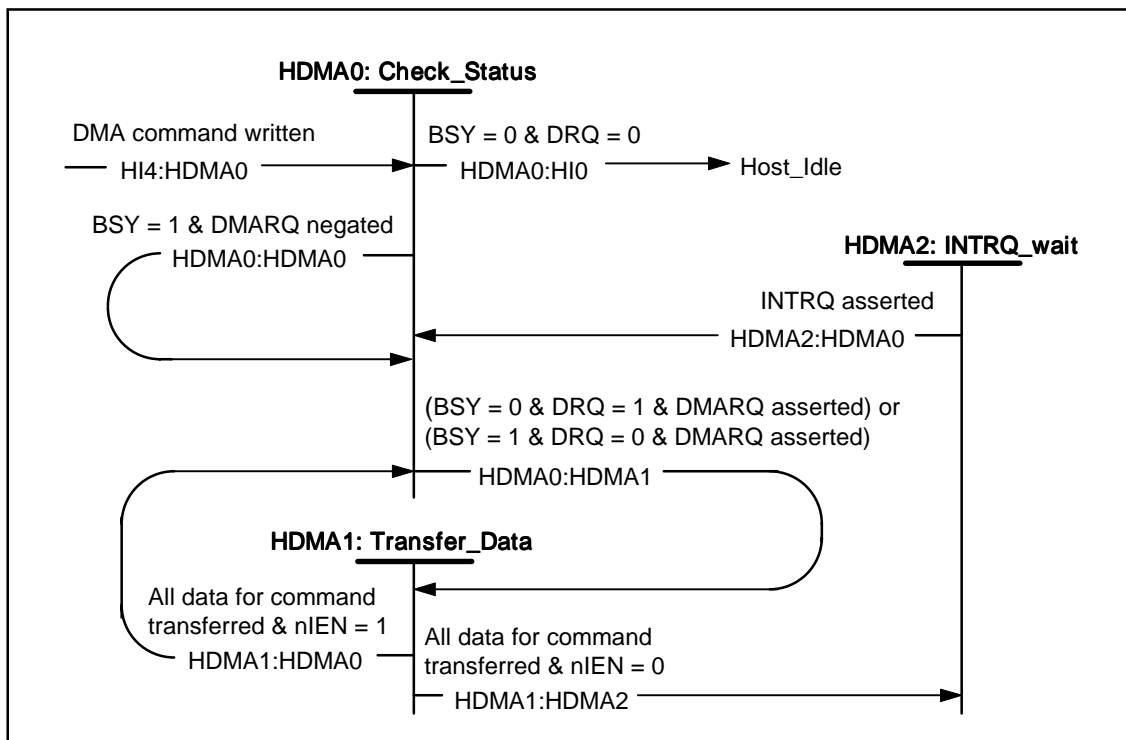 HDMA0: Check_Status
DMA command written
HI4:HDMA0
BSY = 0 & DRQ = 0
HDMA0:HI0
Host_Idle
BSY = 1 & DMARQ negated
HDMA0:HDMA0
HDMA2: INTRQ_wait
INTRQ asserted
HDMA2:HDMA0
(BSY = 0 & DRQ = 1 & DMARQ asserted) or
(BSY = 1 & DRQ = 0 & DMARQ asserted)
HDMA0:HDMA1
HDMA1: Transfer_Data
All data for command
transferred & nIEN = 1
HDMA1:HDMA0
All data for command
transferred & nIEN = 0
HDMA1:HDMA2